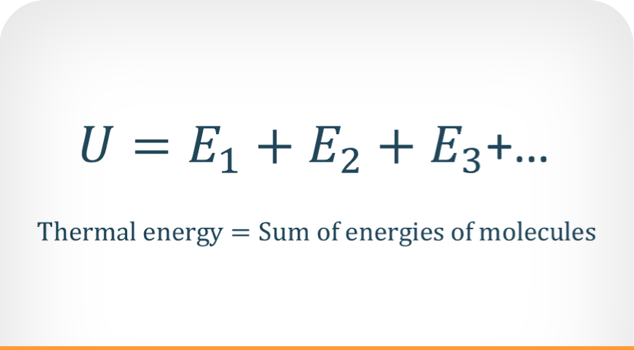 U = E₁ + E₂ + E₃+...
Thermal energy = Sum of energies of molecules